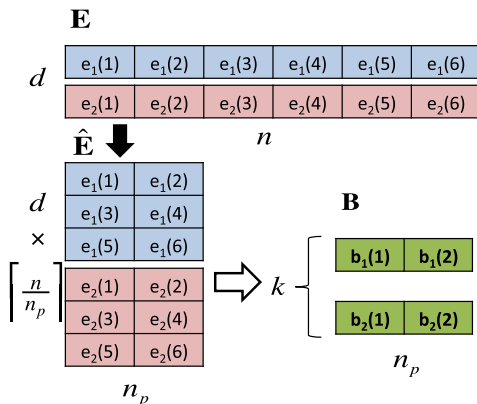 E
d
e₁(1) e₁(2) e₁(3) e₁(4) e₁(5) e₁(6)
e₂(1) e₂(2) e₂(3) e₂(4) e₂(5) e₂(6)
n
Ê
d × ⌈n/nₚ⌉
e₁(1) e₁(2)
e₁(3) e₁(4)
e₁(5) e₁(6)
e₂(1) e₂(2)
e₂(3) e₂(4)
e₂(5) e₂(6)
nₚ
B
k
b₁(1) b₁(2)
b₂(1) b₂(2)
nₚ